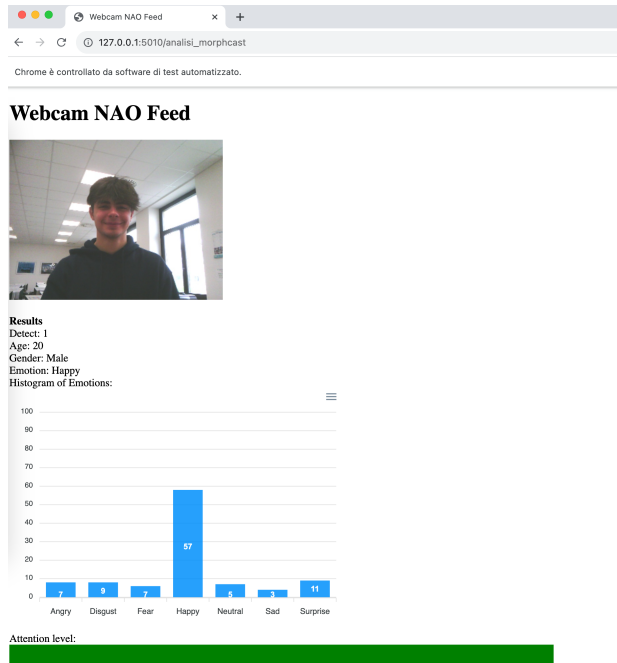 Webcam NAO Feed
127.0.0.1:5010/analisi_morphcast
Chrome è controllato da software di test automatizzato.
Webcam NAO Feed
Results
Detect: 1
Age: 20
Gender: Male
Emotion: Happy
Histogram of Emotions:
100
90
80
70
60
50
40
30
20
10
0
7
9
7
57
5
3
11
Angry
Disgust
Fear
Happy
Neutral
Sad
Surprise
Attention level: